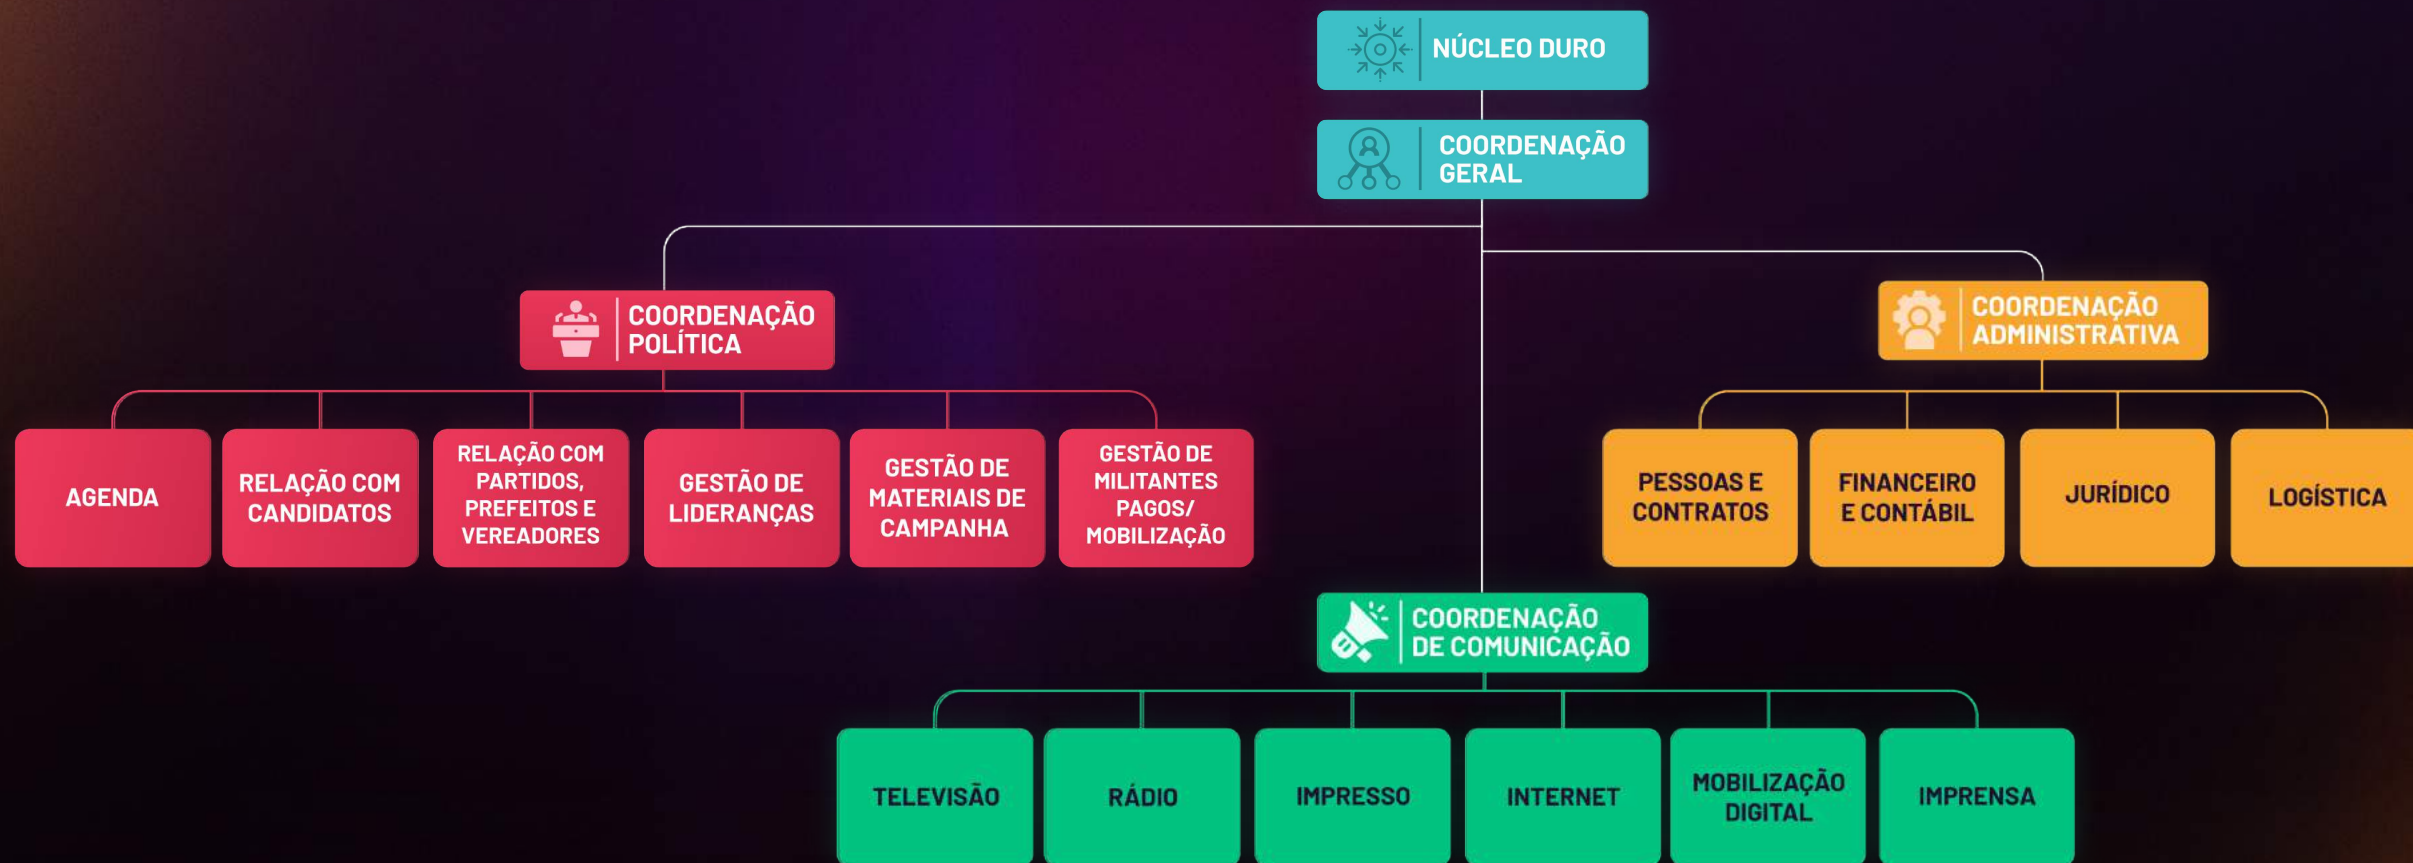 NÚCLEO DURO
COORDENAÇÃO
GERAL
COORDENAÇÃO
POLÍTICA
COORDENAÇÃO
ADMINISTRATIVA
AGENDA
RELAÇÃO COM
CANDIDATOS
RELAÇÃO COM
PARTIDOS,
PREFEITOS E
VEREADORES
GESTÃO DE
LIDERANÇAS
GESTÃO DE
MATERIAIS DE
CAMPANHA
GESTÃO DE
MILITANTES
PAGOS/
MOBILIZAÇÃO
PESSOAS E
CONTRATOS
FINANCEIRO
E CONTÁBIL
JURÍDICO
LOGÍSTICA
COORDENAÇÃO
DE COMUNICAÇÃO
TELEVISÃO
RÁDIO
IMPRESSO
INTERNET
MOBILIZAÇÃO
DIGITAL
IMPRENSA